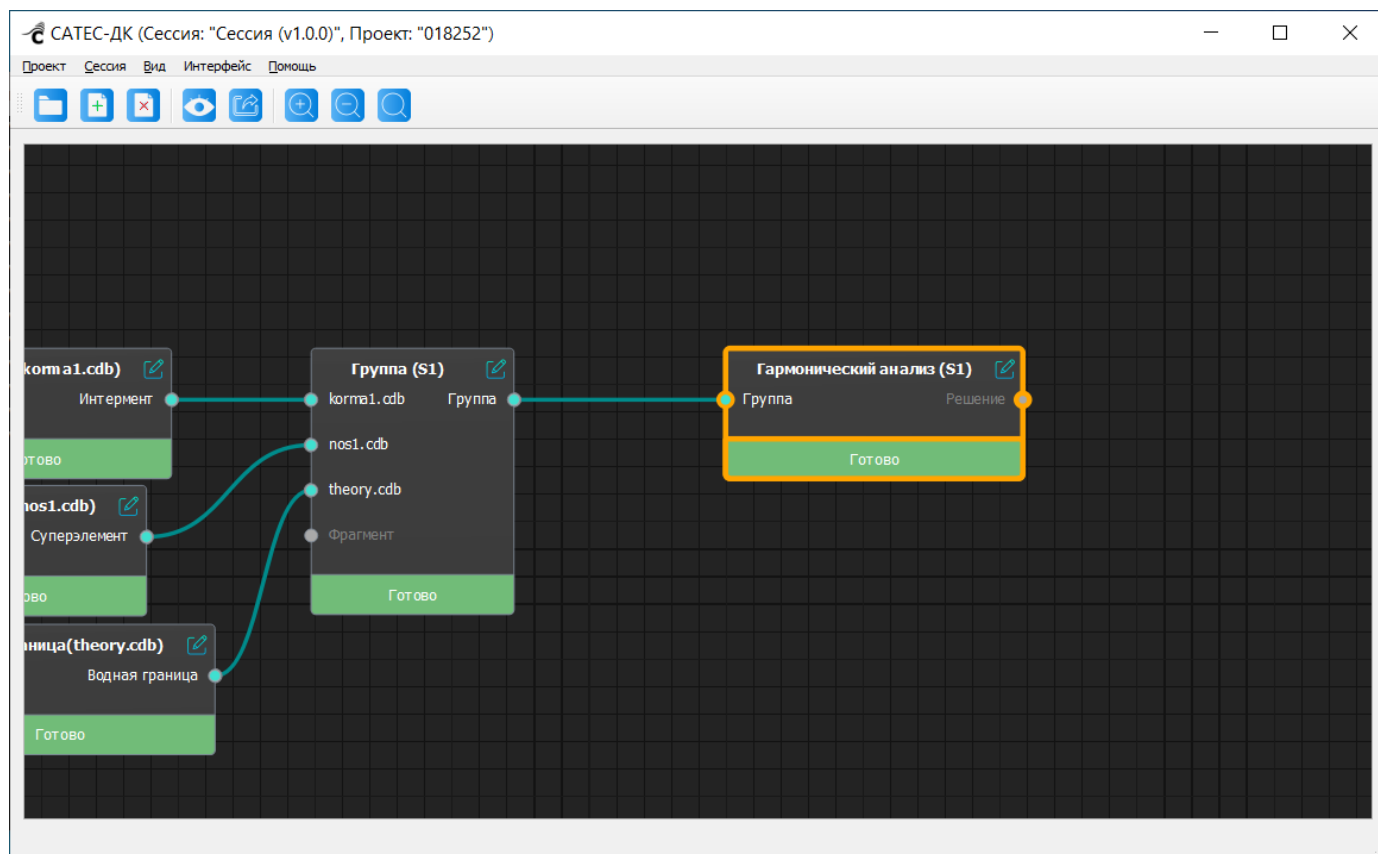 САТЕС-ДК (Сессия: "Сессия (v1.0.0)", Проект: "018252")
Проект Сессия Вид Интерфейс Помощь
korma1.cdb)
Интермент
тово
nos1.cdb)
Суперэлемент
ово
аница(theory.cdb)
Водная граница
Готово
Группа (S1)
korma1.cdb Группа
nos1.cdb
theory.cdb
Фрагмент
Готово
Гармонический анализ (S1)
Группа Решение
Готово